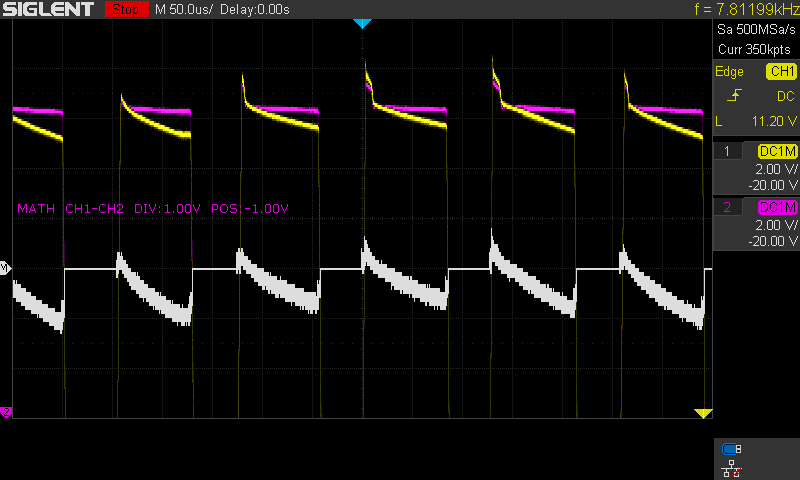 SIGLENT Stop M 50.0us/ Delay:0.00s f = 7.81199kHz
Sa 500MSa/s
Curr 350kpts
Edge CH1
DC
L 11.20 V
1 DC1M
2.00 V/
-20.00 V
2 DC1M
2.00 V/
-20.00 V
MATH CH1-CH2 DIV:1.00V POS:-1.00V
M
2